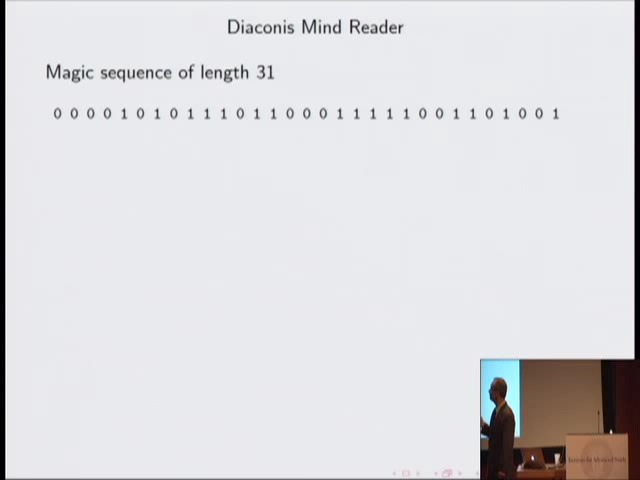 Diaconis Mind Reader
Magic sequence of length 31
0 0 0 0 1 0 1 0 1 1 1 0 1 1 0 0 0 1 1 1 1 1 0 0 1 1 0 1 0 0 1